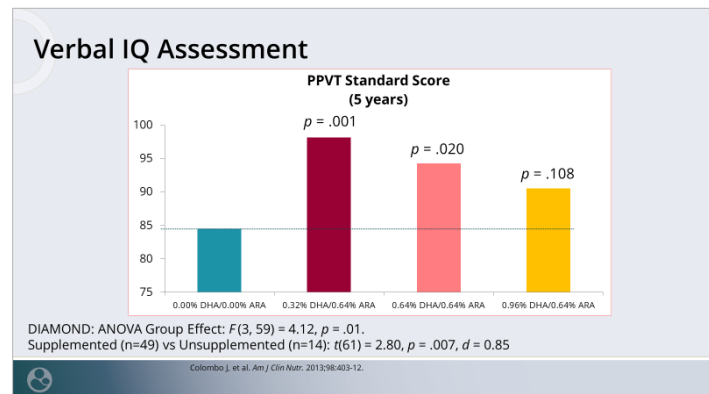 Verbal IQ Assessment
PPVT Standard Score
(5 years)
100
95
90
85
80
75
p = .001
p = .020
p = .108
0.00% DHA/0.00% ARA
0.32% DHA/0.64% ARA
0.64% DHA/0.64% ARA
0.96% DHA/0.64% ARA
DIAMOND: ANOVA Group Effect: F(3, 59) = 4.12, p = .01.
Supplemented (n=49) vs Unsupplemented (n=14): t(61) = 2.80, p = .007, d = 0.85
Colombo J, et al. Am J Clin Nutr. 2013;98:403-12.